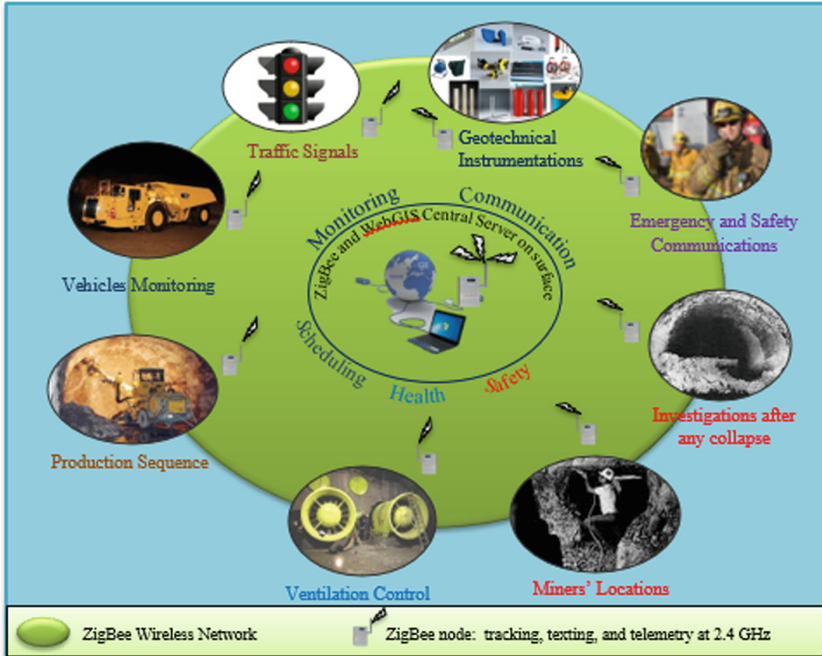 Traffic Signals
Geotechnical
Instrumentations
Emergency and Safety
Communications
Vehicles Monitoring
Monitoring
Communication
ZigBee and WebGIS Central Server on surface
Scheduling
Health
Safety
Investigations after
any collapse
Production Sequence
Ventilation Control
Miners' Locations
ZigBee Wireless Network
ZigBee node: tracking, texting, and telemetry at 2.4 GHz